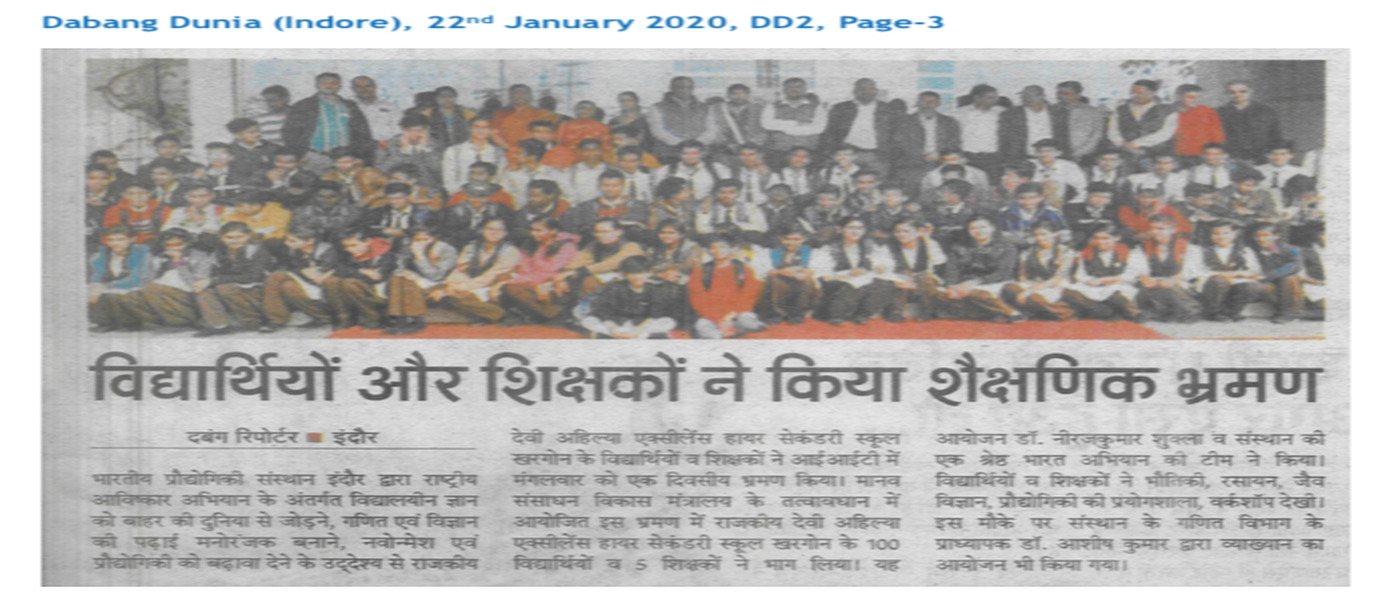 Dabang Dunia (Indore), 22nd January 2020, DD2, Page-3
विद्यार्थियों और शिक्षकों ने किया शैक्षणिक भ्रमण
दबंग रिपोर्टर ■ इंदौर
भारतीय प्रौद्योगिकी संस्थान इंदौर द्वारा राष्ट्रीय
आविष्कार अभियान के अंतर्गत विद्यालयीन ज्ञान
को बाहर की दुनिया से जोड़ने, गणित एवं विज्ञान
की पढ़ाई मनोरंजक बनाने, नवोन्मेश एवं
प्रौद्योगिकी को बढ़ावा देने के उद्देश्य से राजकीय
देवी अहिल्या एक्सीलेंस हायर सेकंडरी स्कूल
खरगोन के विद्यार्थियों व शिक्षकों ने आईआईटी में
मंगलवार को एक दिवसीय भ्रमण किया। मानव
संसाधन विकास मंत्रालय के तत्वावधान में
आयोजित इस भ्रमण में राजकीय देवी अहिल्या
एक्सीलेंस हायर सेकंडरी स्कूल खरगोन के 100
विद्यार्थियों व 5 शिक्षकों ने भाग लिया। यह
आयोजन डॉ. नीरजकुमार शुक्ला व संस्थान की
एक श्रेष्ठ भारत अभियान की टीम ने किया।
विद्यार्थियों व शिक्षकों ने भौतिकी, रसायन, जैव
विज्ञान, प्रौद्योगिकी की प्रयोगशाला, वर्कशॉप देखी।
इस मौके पर संस्थान के गणित विभाग के
प्राध्यापक डॉ. आशीष कुमार द्वारा व्याख्यान का
आयोजन भी किया गया।